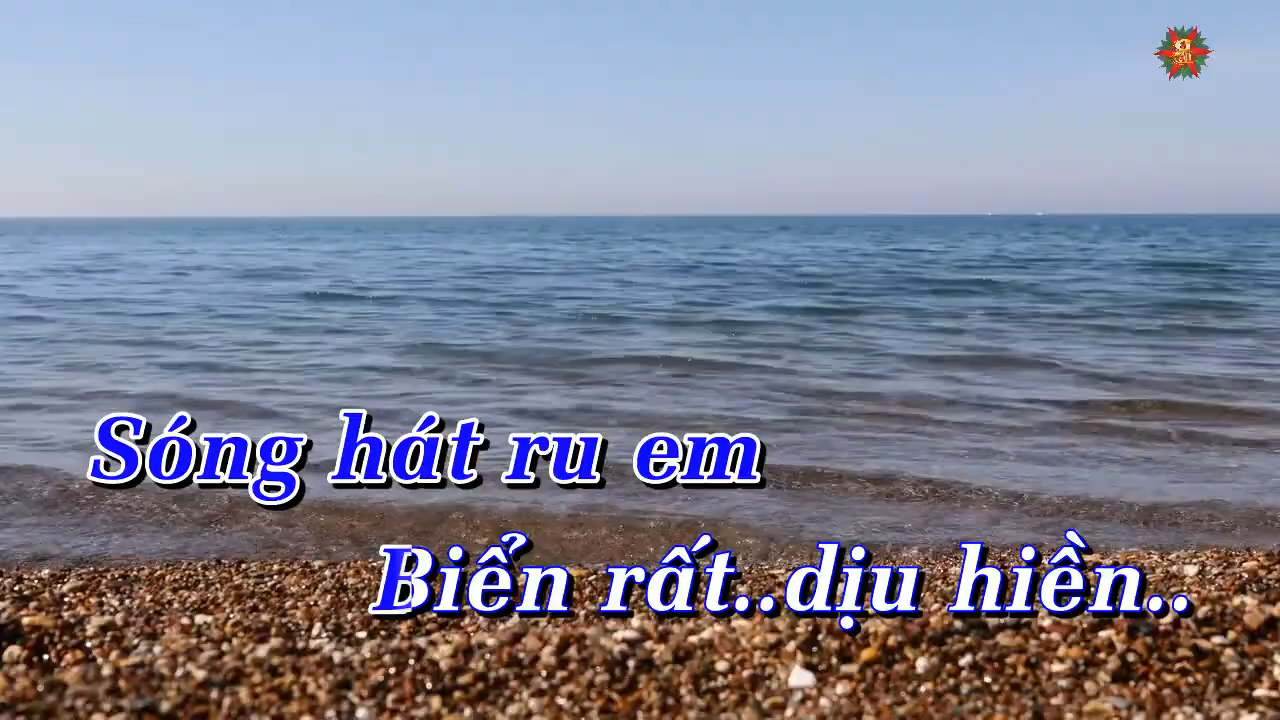 Sóng hát ru em
Biển rất..dịu hiền..